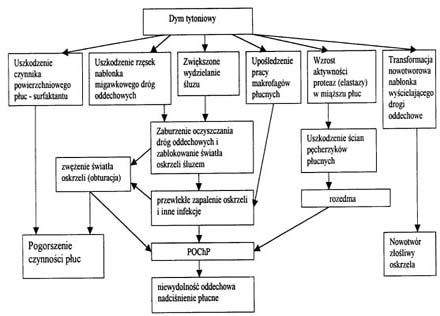 Dym tytoniowy
Uszkodzenie
czynnika
powierzchniowego
płuc - surfaktantu
Uszkodzenie rzęsek
nabłonka
migawkowego dróg
oddechowych
Zwiększone
wydzielanie
śluzu
Upośledzenie
pracy
makrofagów
płucnych
Wzrost
aktywności
proteaz (elastazy)
w miąższu płuc
Transformacja
nowotworowa
nabłonka
wyścielającego
drogi
oddechowe
Zaburzenie oczyszczania
dróg oddechowych i
zablokowanie światła
oskrzeli śluzem
Uszkodzenie ścian
pęcherzyków
płucnych
zwężenie światła
oskrzeli (obturacja)
przewlekłe zapalenie oskrzeli
i inne infekcje
rozedma
Pogorszenie
czynności płuc
POChP
Nowotwór
złośliwy
oskrzela
niewydolność oddechowa
nadciśnienie płucne